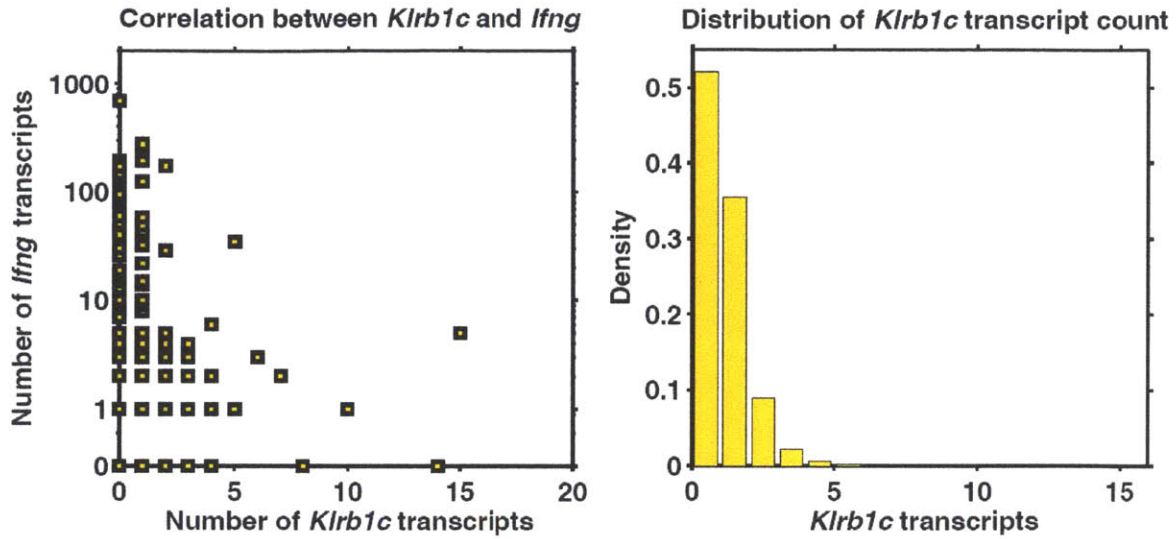 Correlation between Klrb1c and Ifng
Number of Ifng transcripts
1000
100
10
1
0
0 5 10 15 20
Number of Klrb1c transcripts
Distribution of Klrb1c transcript count
Density
0.5
0.4
0.3
0.2
0.1
0
0 5 10 15
Klrb1c transcripts